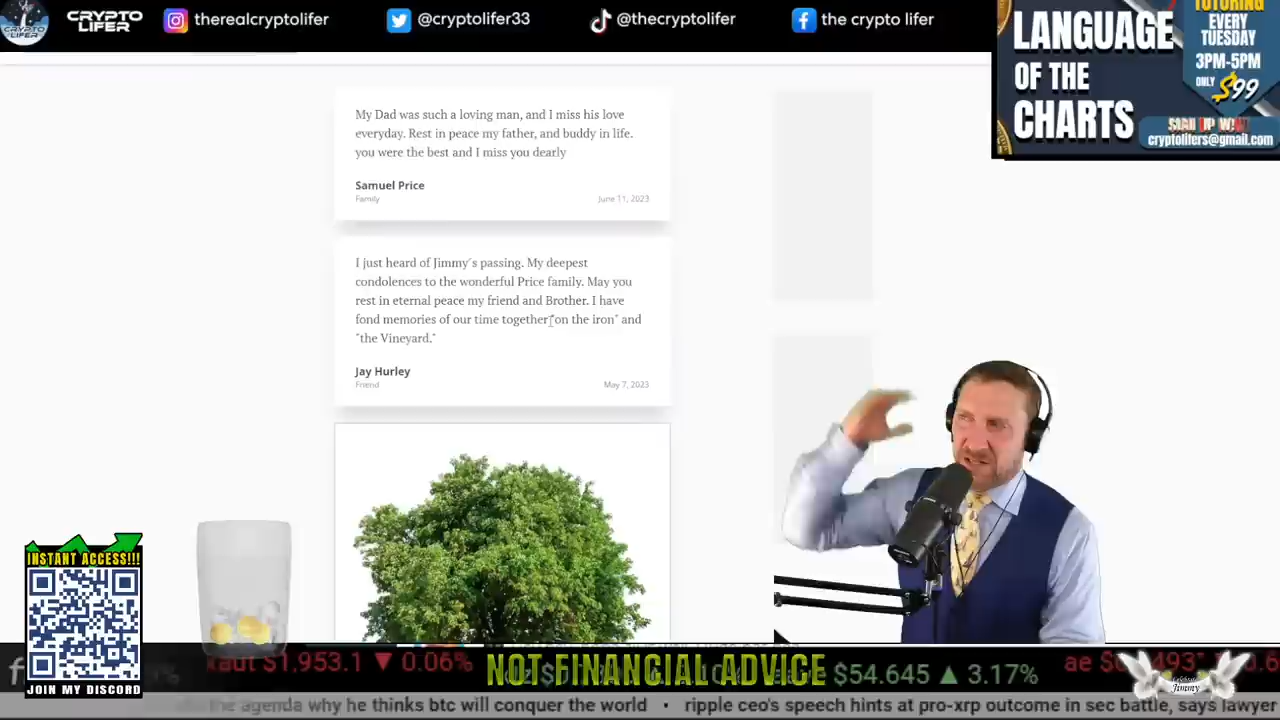 CRYPTO
LIFER
therealcryptolifer
@cryptolifer33
@thecryptolifer
the crypto lifer
CRYPTO
LIFER
TUTORING
EVERY
TUESDAY
3PM-5PM
ONLY $99
LANGUAGE
OF THE
CHARTS
cryptolifers@gmail.com
My Dad was such a loving man, and I miss his love
everyday. Rest in peace my father, and buddy in life.
you were the best and I miss you dearly
Samuel Price
Family
June 11, 2023
I just heard of Jimmy's passing. My deepest
condolences to the wonderful Price family. May you
rest in eternal peace my friend and Brother. I have
fond memories of our time together "on the iron" and
"the Vineyard."
Jay Hurley
Friend
May 7, 2023
INSTANT ACCESS!!!
JOIN MY DISCORD
xaut $1,953.1 ▼ 0.06%
NOT FINANCIAL ADVICE
$54.645 ▲ 3.17%
Jimmy
the agenda why he thinks btc will conquer the world • ripple ceo's speech hints at pro-xrp outcome in sec battle, says lawyer